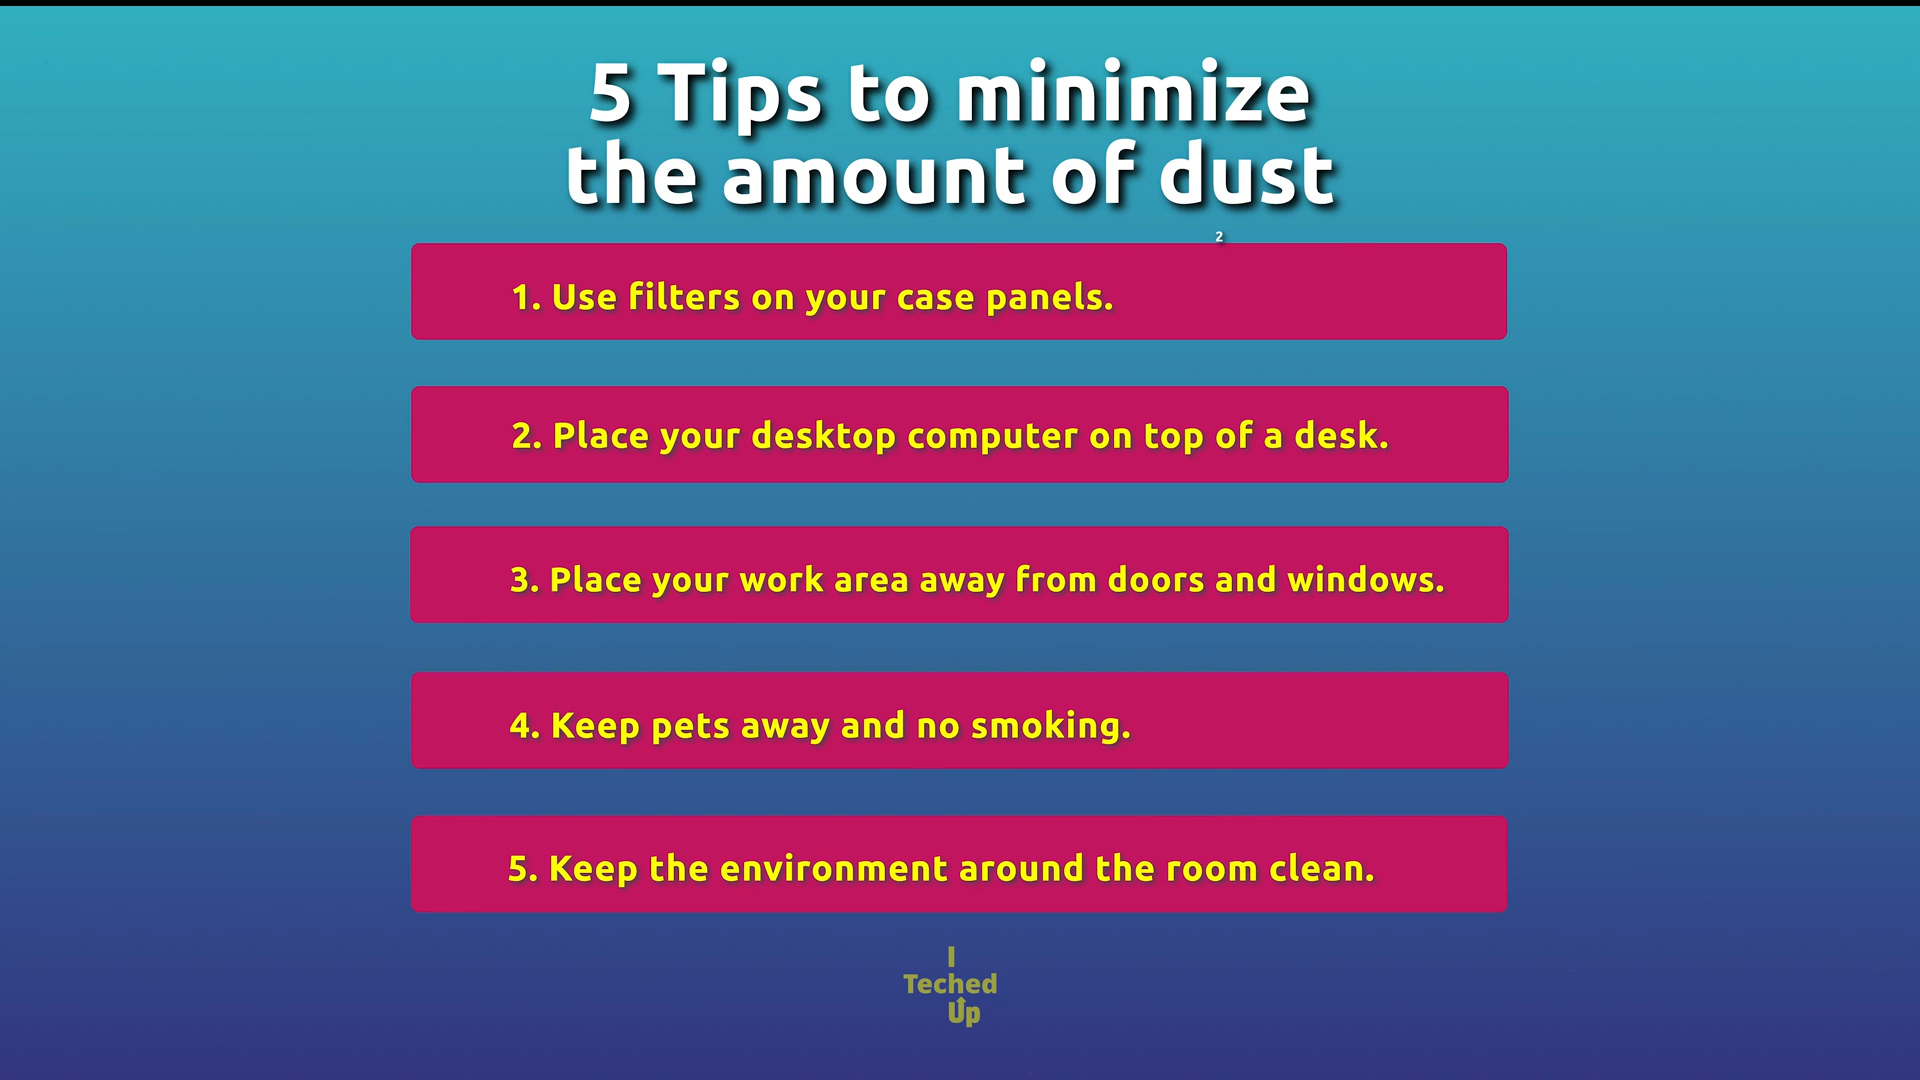 5 Tips to minimize
the amount of dust
2
1. Use filters on your case panels.
2. Place your desktop computer on top of a desk.
3. Place your work area away from doors and windows.
4. Keep pets away and no smoking.
5. Keep the environment around the room clean.
I
Teched
Up